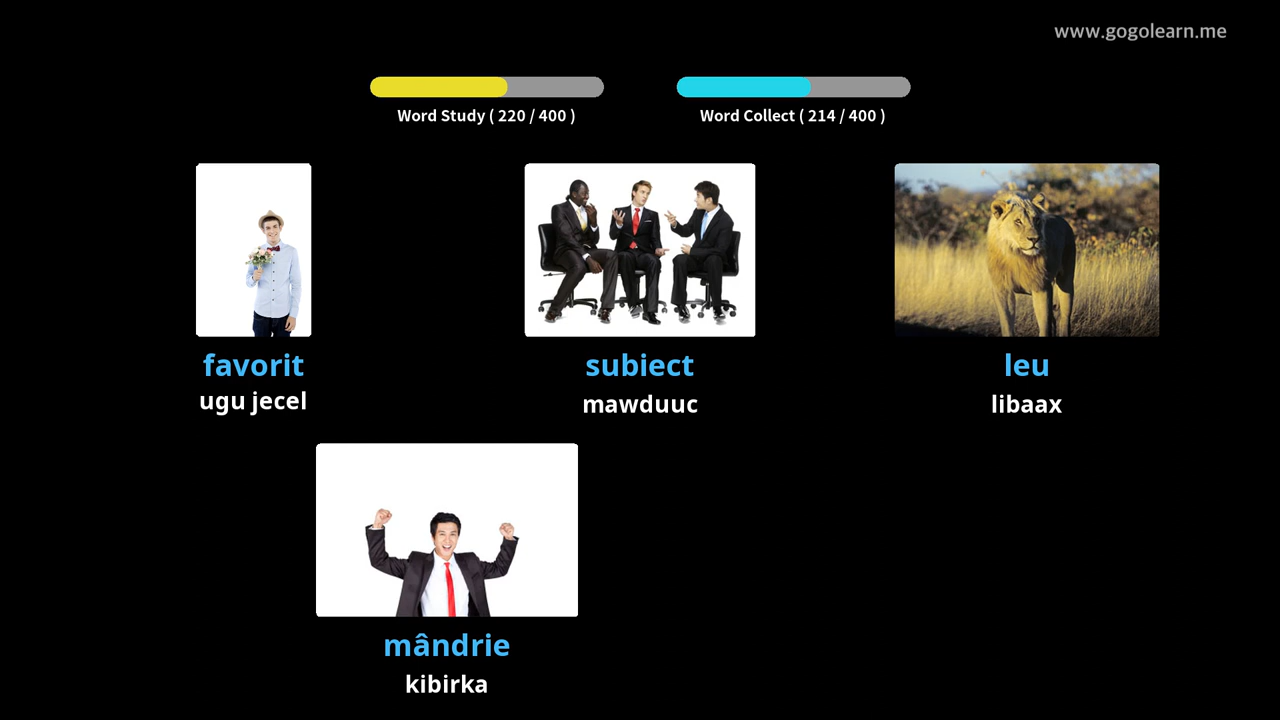 www.gogolearn.me
Word Study ( 220 / 400 )
Word Collect ( 214 / 400 )
favorit
ugu jecel
subiect
mawduuc
leu
libaax
mândrie
kibirka